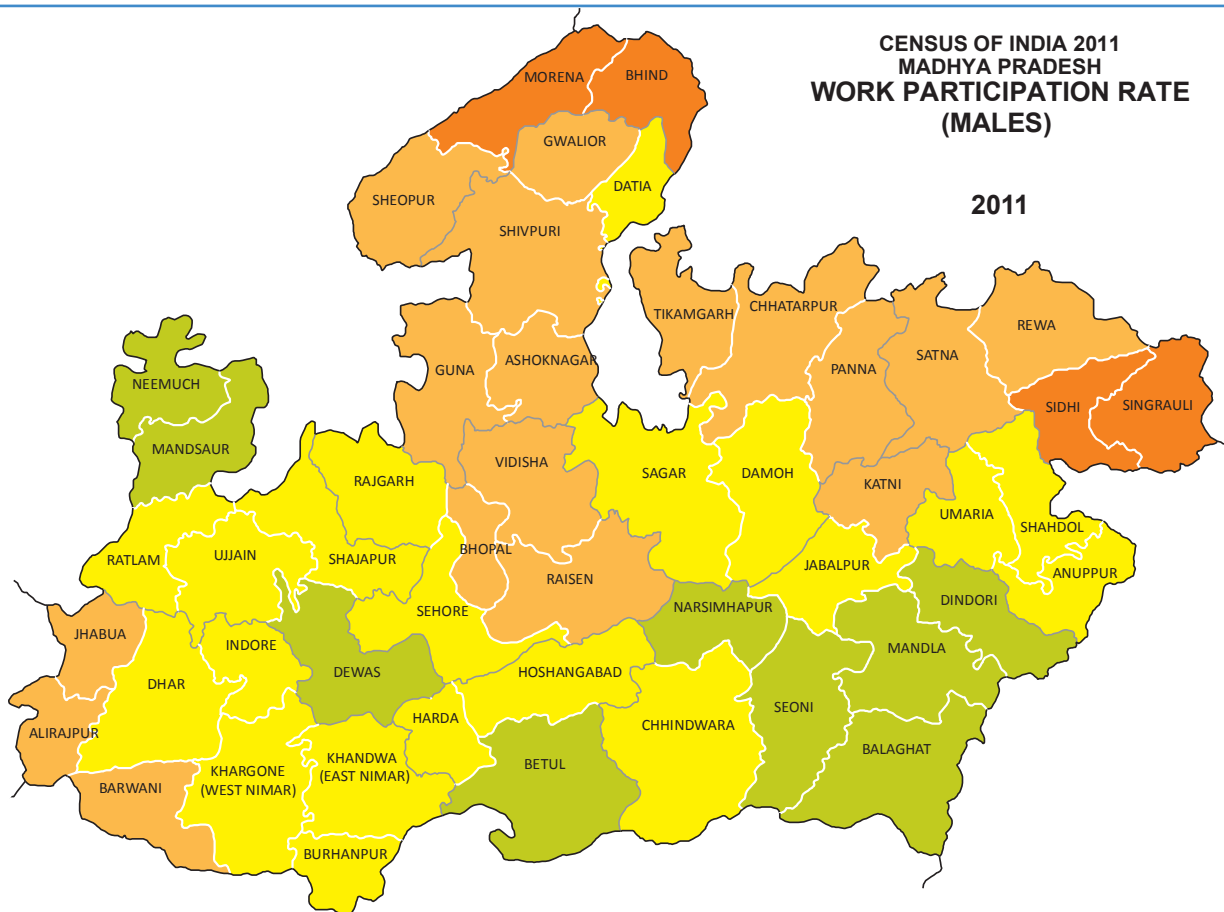 CENSUS OF INDIA 2011
MADHYA PRADESH
WORK PARTICIPATION RATE
(MALES)
2011
MORENA
BHIND
GWALIOR
DATIA
SHEOPUR
SHIVPURI
TIKAMGARH
CHHATARPUR
REWA
PANNA
SATNA
GUNA
ASHOKNAGAR
NEEMUCH
SIDHI
SINGRAULI
MANDSAUR
VIDISHA
SAGAR
DAMOH
KATNI
RAJGARH
UMARIA
SHAHDOL
RATLAM
UJJAIN
SHAJAPUR
BHOPAL
RAISEN
JABALPUR
ANUPPUR
JHABUA
SEHORE
NARSIMHAPUR
DINDORI
INDORE
DEWAS
HOSHANGABAD
MANDLA
DHAR
ALIRAJPUR
HARDA
CHHINDWARA
SEONI
BALAGHAT
BARWANI
KHARGONE
(WEST NIMAR)
KHANDWA
(EAST NIMAR)
BETUL
BURHANPUR